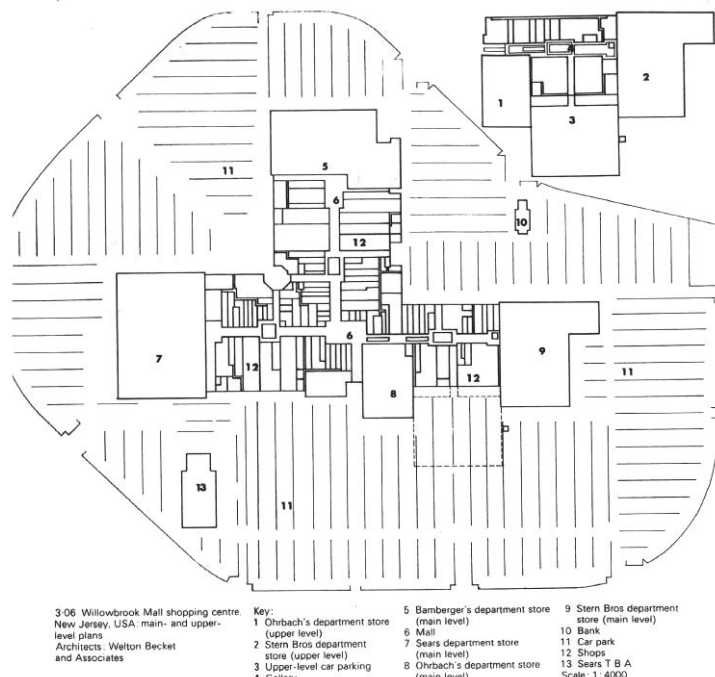 4
1
2
3
5
11
6
12
10
7
6
9
12
8
12
11
13
11
3·06 Willowbrook Mall shopping centre,
New Jersey, USA: main- and upper-
level plans
Architects: Welton Becket
and Associates
Key:
1 Ohrbach's department store
(upper level)
2 Stern Bros department
store (upper level)
3 Upper-level car parking
4 Gallery
5 Bamberger's department store
(main level)
6 Mall
7 Sears department store
(main level)
8 Ohrbach's department store
(main level)
9 Stern Bros department
store (main level)
10 Bank
11 Car park
12 Shops
13 Sears T B A
Scale: 1:4000